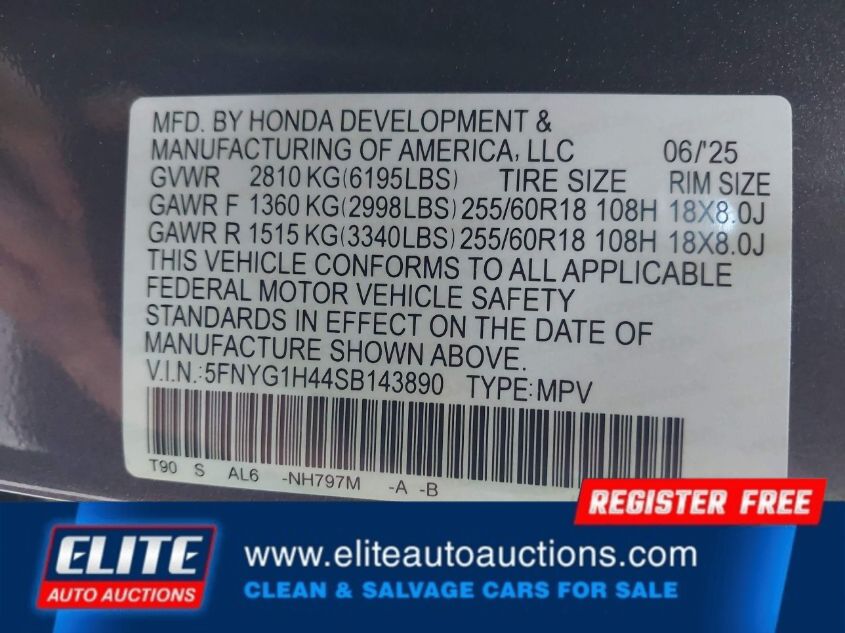 MFD. BY HONDA DEVELOPMENT &
MANUFACTURING OF AMERICA, LLC 06/'25
GVWR 2810 KG(6195LBS) TIRE SIZE RIM SIZE
GAWR F 1360 KG(2998LBS) 255/60R18 108H 18X8.0J
GAWR R 1515 KG(3340LBS) 255/60R18 108H 18X8.0J
THIS VEHICLE CONFORMS TO ALL APPLICABLE
FEDERAL MOTOR VEHICLE SAFETY
STANDARDS IN EFFECT ON THE DATE OF
MANUFACTURE SHOWN ABOVE.
V.I.N.:5FNYG1H44SB143890 TYPE:MPV
T90 S AL6 -NH797M -A -B
REGISTER FREE
ELITE
AUTO AUCTIONS
www.eliteautoauctions.com
CLEAN & SALVAGE CARS FOR SALE